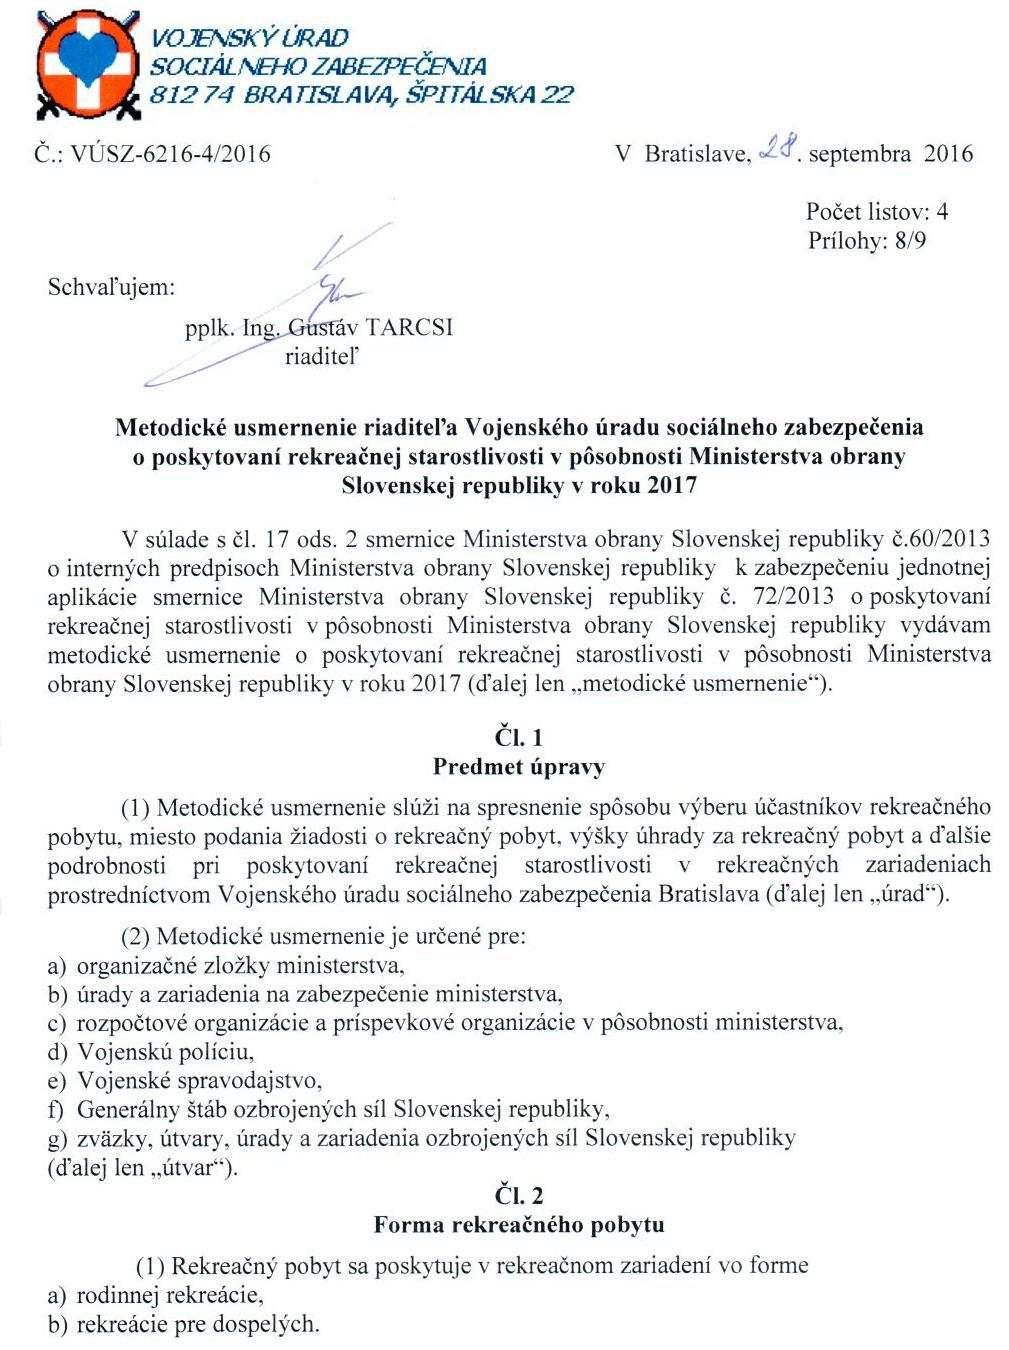 VOJENSKÝ ÚRAD
SOCIÁLNEHO ZABEZPEČENIA
812 74 BRATISLAVA, ŠPITÁLSKA 22
Č.: VÚSZ-6216-4/2016
V Bratislave, 28. septembra 2016
Počet listov: 4
Prílohy: 8/9
Schvaľujem:
pplk. Ing. Gustáv TARCSI
riaditeľ
Metodické usmernenie riaditeľa Vojenského úradu sociálneho zabezpečenia
o poskytovaní rekreačnej starostlivosti v pôsobnosti Ministerstva obrany
Slovenskej republiky v roku 2017
V súlade s čl. 17 ods. 2 smernice Ministerstva obrany Slovenskej republiky č.60/2013
o interných predpisoch Ministerstva obrany Slovenskej republiky k zabezpečeniu jednotnej
aplikácie smernice Ministerstva obrany Slovenskej republiky č. 72/2013 o poskytovaní
rekreačnej starostlivosti v pôsobnosti Ministerstva obrany Slovenskej republiky vydávam
metodické usmernenie o poskytovaní rekreačnej starostlivosti v pôsobnosti Ministerstva
obrany Slovenskej republiky v roku 2017 (ďalej len „metodické usmernenie“).
Čl. 1
Predmet úpravy
(1) Metodické usmernenie slúži na spresnenie spôsobu výberu účastníkov rekreačného
pobytu, miesto podania žiadosti o rekreačný pobyt, výšky úhrady za rekreačný pobyt a ďalšie
podrobnosti pri poskytovaní rekreačnej starostlivosti v rekreačných zariadeniach
prostredníctvom Vojenského úradu sociálneho zabezpečenia Bratislava (ďalej len „úrad“).
(2) Metodické usmernenie je určené pre:
a) organizačné zložky ministerstva,
b) úrady a zariadenia na zabezpečenie ministerstva,
c) rozpočtové organizácie a príspevkové organizácie v pôsobnosti ministerstva,
d) Vojenskú políciu,
e) Vojenské spravodajstvo,
f) Generálny štáb ozbrojených síl Slovenskej republiky,
g) zväzky, útvary, úrady a zariadenia ozbrojených síl Slovenskej republiky
(ďalej len „útvar“).
Čl. 2
Forma rekreačného pobytu
(1) Rekreačný pobyt sa poskytuje v rekreačnom zariadení vo forme
a) rodinnej rekreácie,
b) rekreácie pre dospelých.